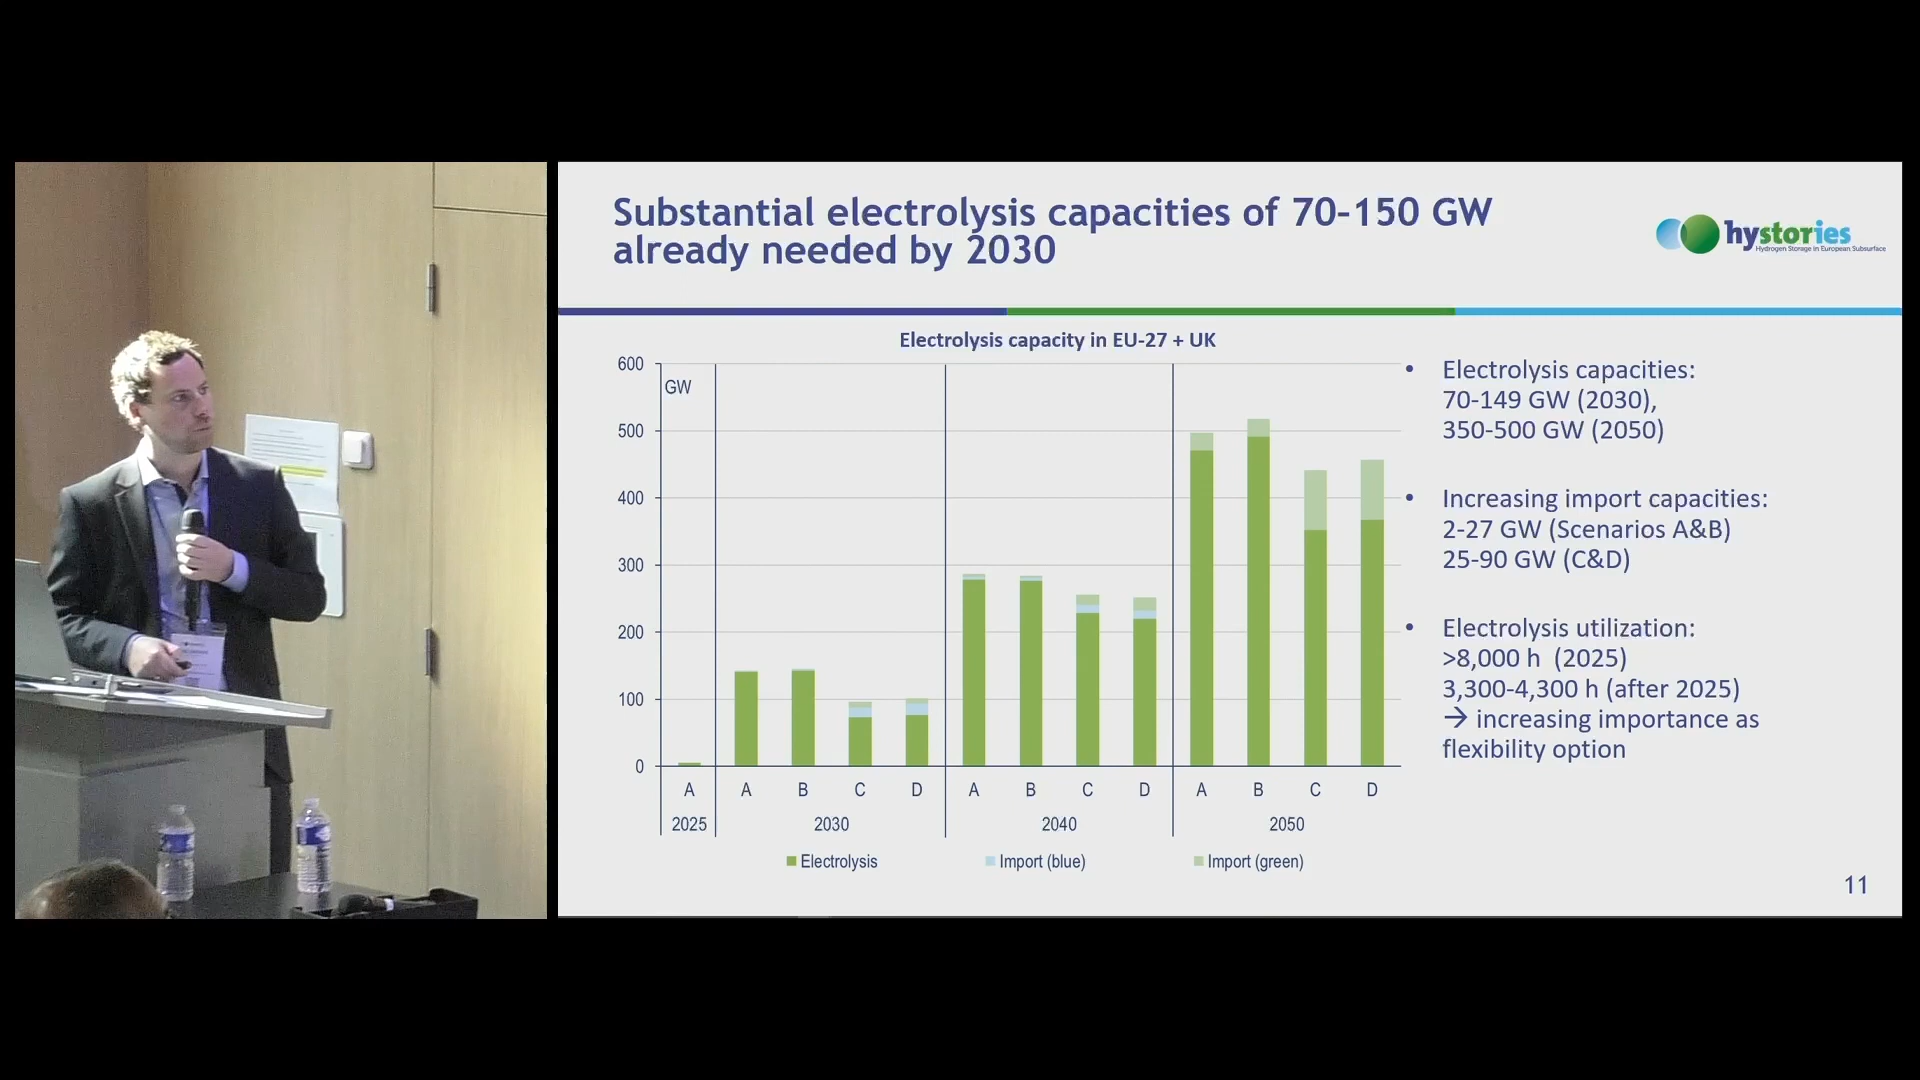 Substantial electrolysis capacities of 70-150 GW
already needed by 2030
hystories
Hydrogen Storage in European Subsurface
Electrolysis capacity in EU-27 + UK
600
GW
500
400
300
200
100
0
A A B C D A B C D A B C D
2025 2030 2040 2050
Electrolysis Import (blue) Import (green)
• Electrolysis capacities:
70-149 GW (2030),
350-500 GW (2050)
• Increasing import capacities:
2-27 GW (Scenarios A&B)
25-90 GW (C&D)
• Electrolysis utilization:
>8,000 h (2025)
3,300-4,300 h (after 2025)
→ increasing importance as
flexibility option
11